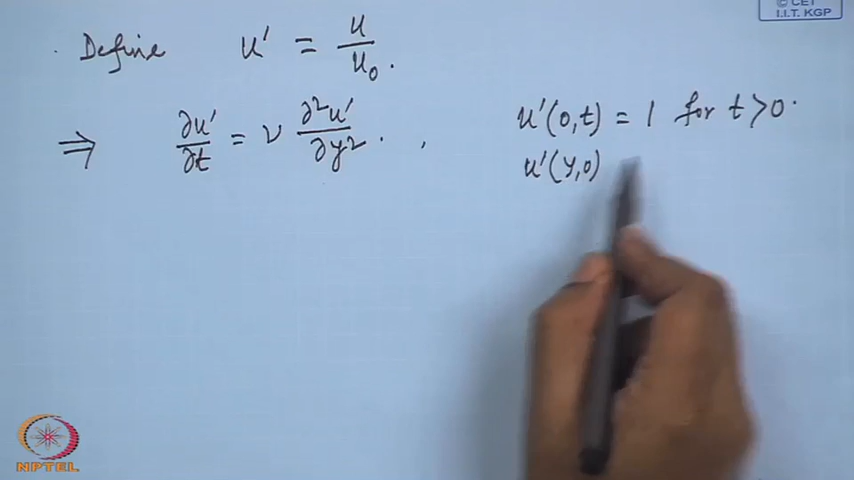 © CET
I.I.T. KGP
Define u' = u/u₀.
⇒ ∂u'/∂t = ν ∂²u'/∂y². , u'(0,t) = 1 for t>0.
u'(y,0)
NPTEL